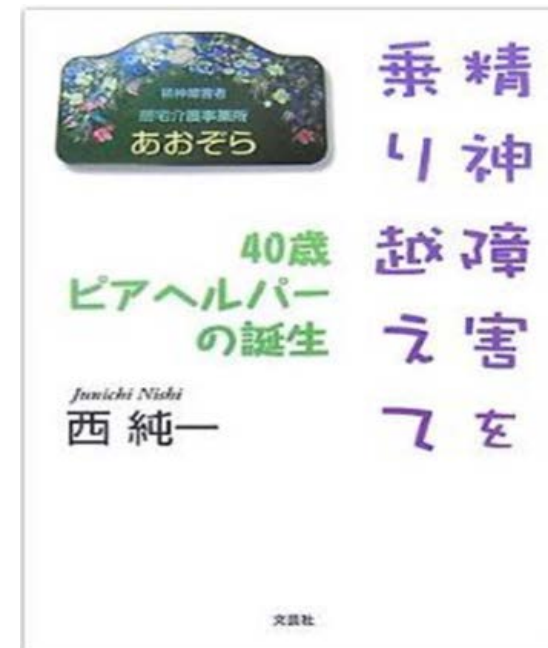 精神障害を
乗り越えて
精神障害者
居宅介護事業所
あおぞら
40歳
ピアヘルパー
の誕生
Junichi Nishi
西 純一
文芸社